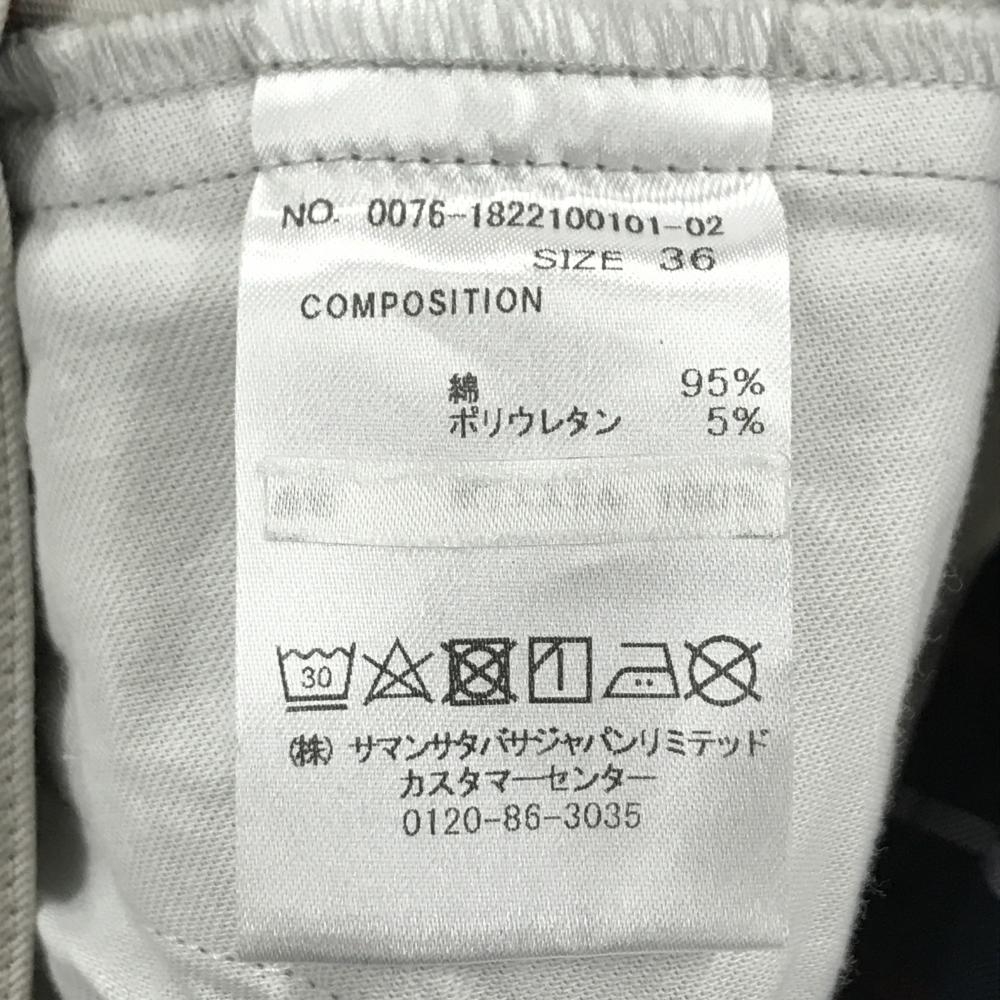 NO. 0076-1822100101-02
SIZE 36
COMPOSITION
綿 95%
ポリウレタン 5%
30
1
(株) サマンサタバサジャパンリミテッド
カスタマーセンター
0120-86-3035